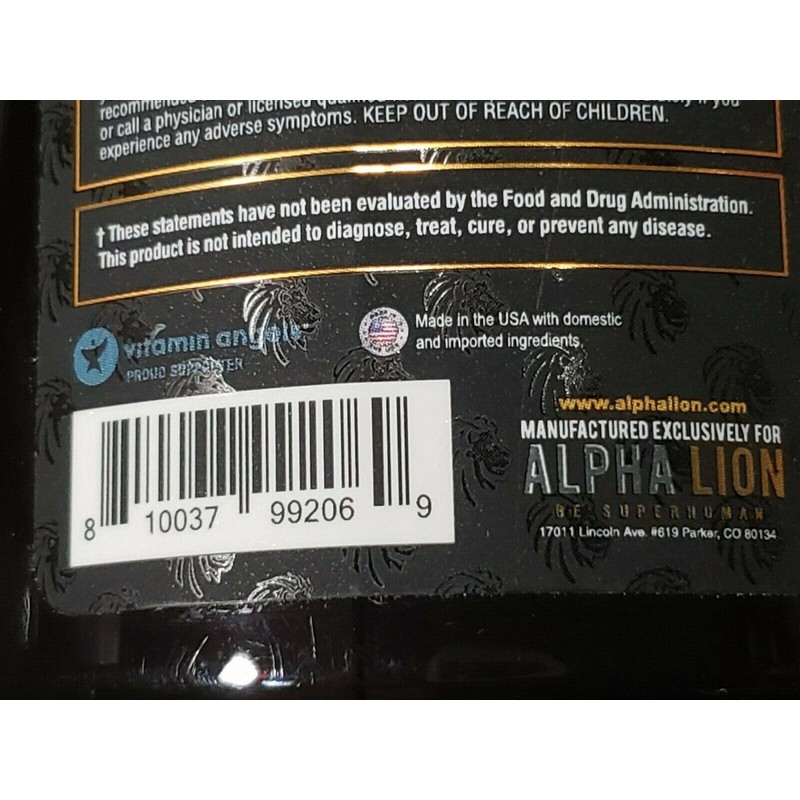 or call a physician or licensed
experience any adverse symptoms. KEEP OUT OF REACH OF CHILDREN.
† These statements have not been evaluated by the Food and Drug Administration.
This product is not intended to diagnose, treat, cure, or prevent any disease.
vitamin angels
PROUD SUPPORTER
Made in the USA with domestic
and imported ingredients.
8 10037 99206 9
www.alphalion.com
MANUFACTURED EXCLUSIVELY FOR
ALPHA LION
BE SUPERHUMAN
17011 Lincoln Ave. #619 Parker, CO 80134